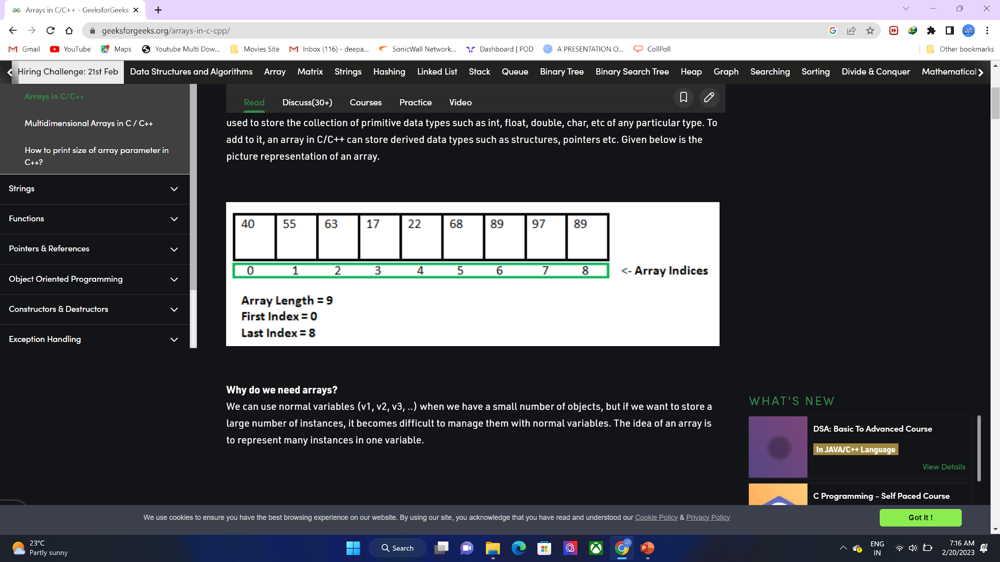 Arrays in C/C++ - GeeksforGeeks
geeksforgeeks.org/arrays-in-c-cpp/
Gmail YouTube Maps Youtube Multi Dow... Movies Site Inbox (116) - deepa... SonicWall Network... Dashboard | POD A PRESENTATION O... CollPoll Other bookmarks
Hiring Challenge: 21st Feb Data Structures and Algorithms Array Matrix Strings Hashing Linked List Stack Queue Binary Tree Binary Search Tree Heap Graph Searching Sorting Divide & Conquer Mathematical
Arrays in C/C++
Multidimensional Arrays in C / C++
How to print size of array parameter in
C++?
Strings
Functions
Pointers & References
Object Oriented Programming
Constructors & Destructors
Exception Handling
Read Discuss(30+) Courses Practice Video
used to store the collection of primitive data types such as int, float, double, char, etc of any particular type. To
add to it, an array in C/C++ can store derived data types such as structures, pointers etc. Given below is the
picture representation of an array.
40 55 63 17 22 68 89 97 89
0 1 2 3 4 5 6 7 8 <- Array Indices
Array Length = 9
First Index = 0
Last Index = 8
Why do we need arrays?
We can use normal variables (v1, v2, v3, ..) when we have a small number of objects, but if we want to store a
large number of instances, it becomes difficult to manage them with normal variables. The idea of an array is
to represent many instances in one variable.
WHAT'S NEW
DSA: Basic To Advanced Course
In JAVA/C++ Language
View Details
C Programming - Self Paced Course
We use cookies to ensure you have the best browsing experience on our website. By using our site, you acknowledge that you have read and understood our Cookie Policy & Privacy Policy
Got It !
23°C
Partly sunny
Search
ENG
IN
7:16 AM
2/20/2023